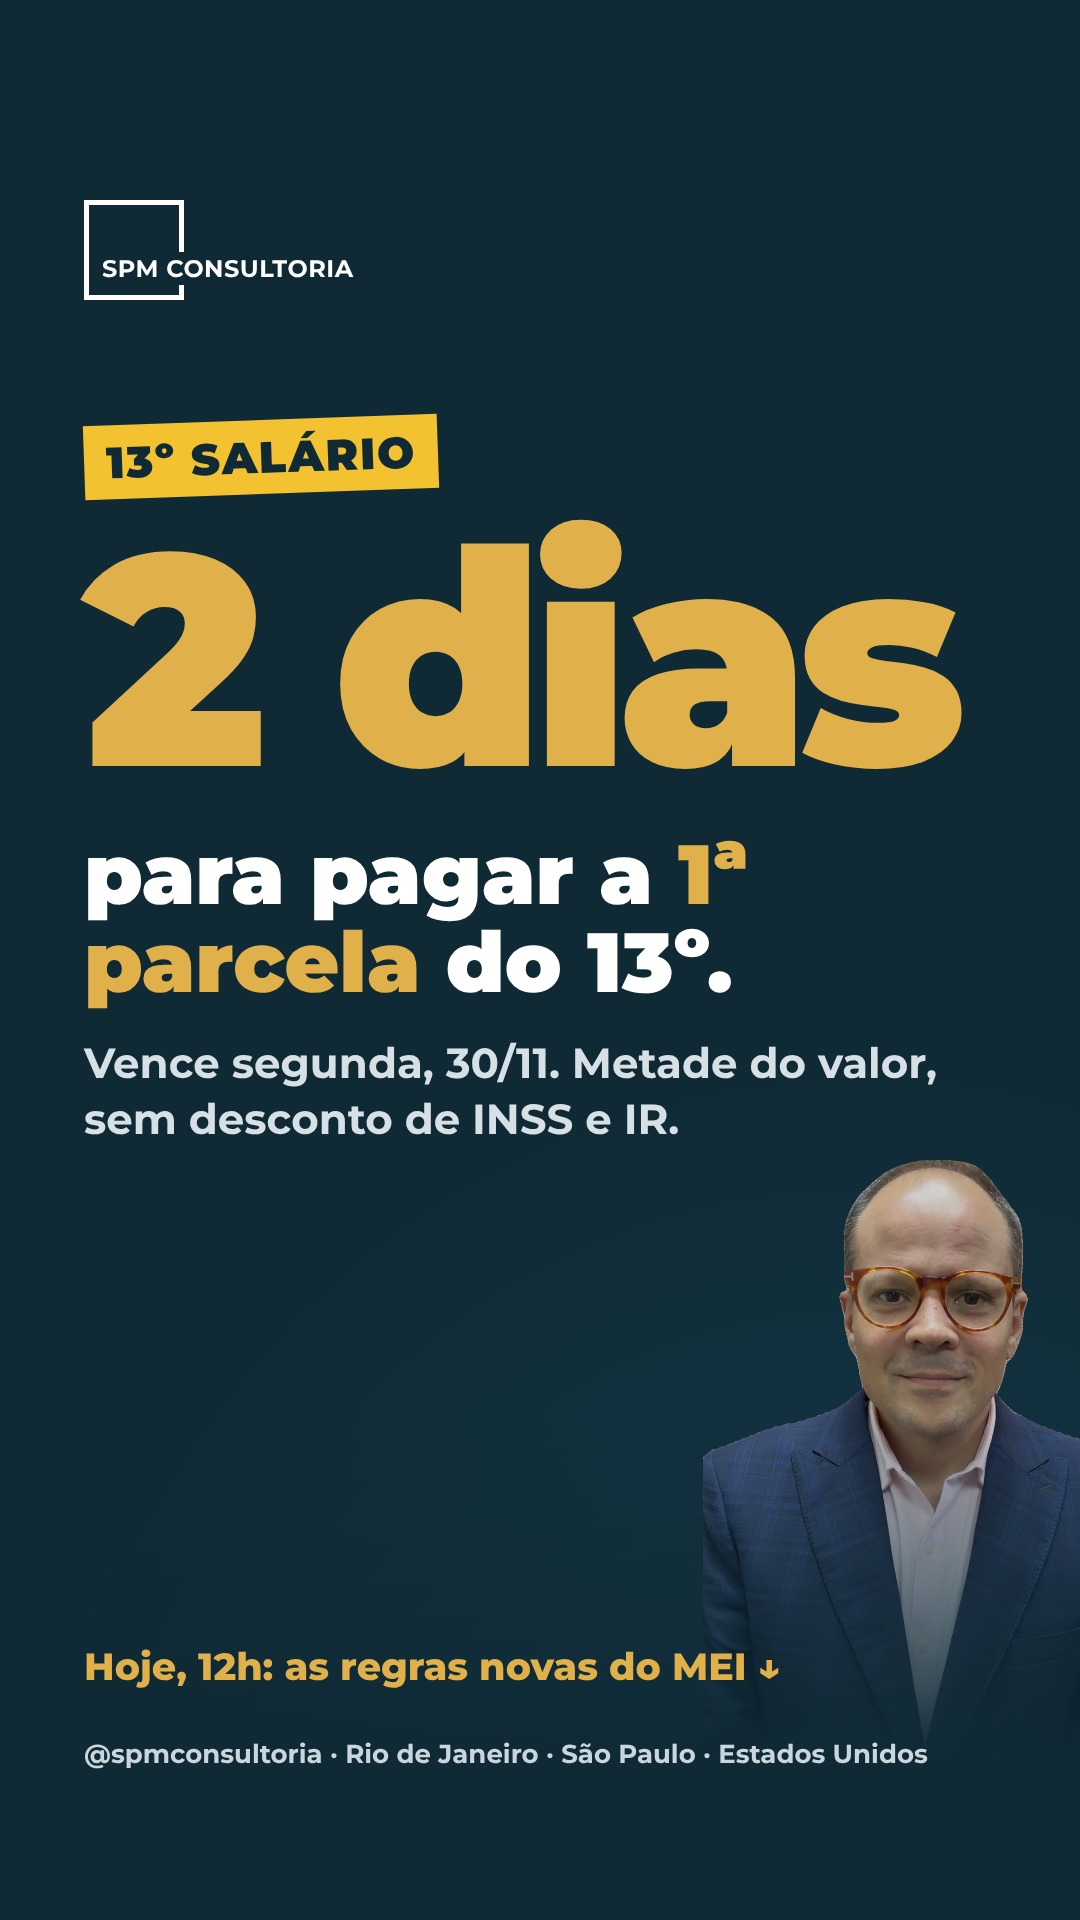 SPM CONSULTORIA
13º SALÁRIO
2 dias
para pagar a 1ª
parcela do 13º.
Vence segunda, 30/11. Metade do valor,
sem desconto de INSS e IR.
Hoje, 12h: as regras novas do MEI ↓
@spmconsultoria · Rio de Janeiro · São Paulo · Estados Unidos